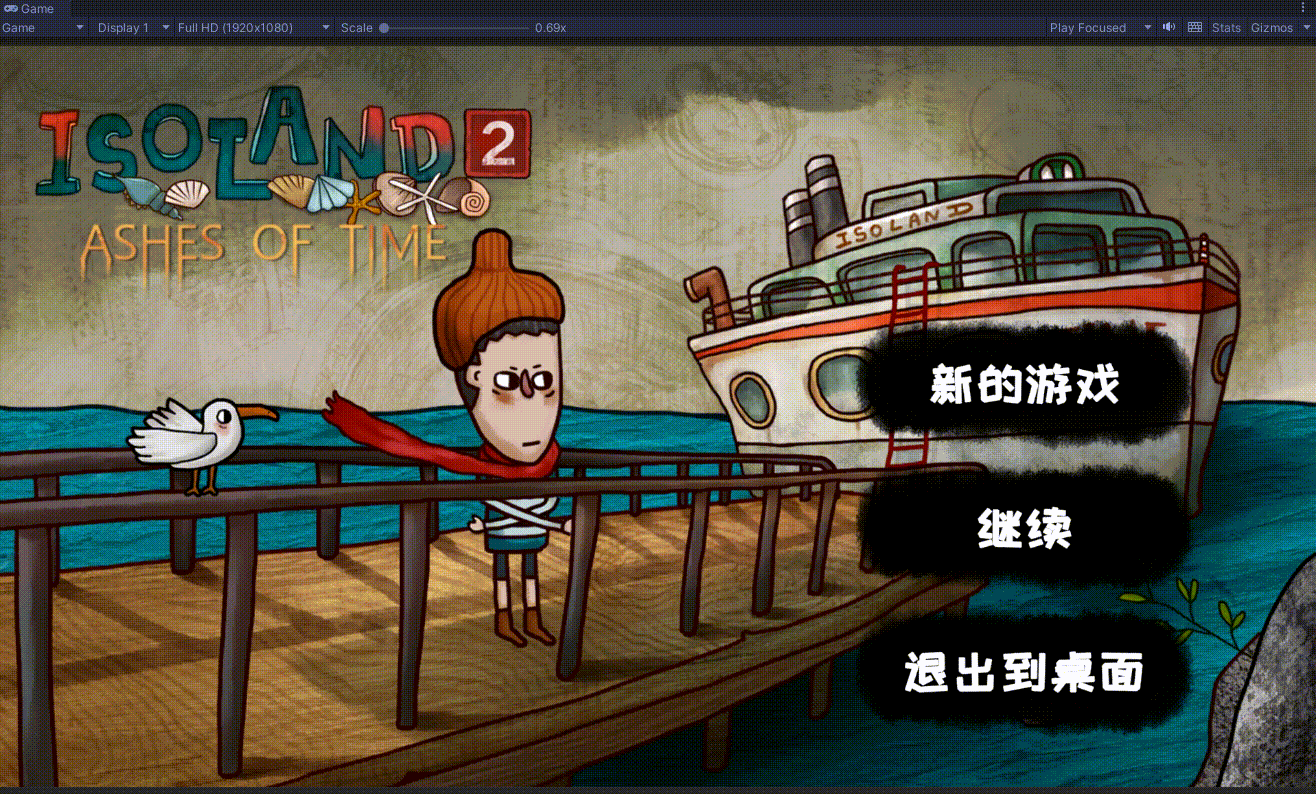 Game
Game Display 1 Full HD (1920x1080) Scale 0.69x Play Focused Stats Gizmos
ISOLAND 2
ASHES OF TIME
ISOLAND
新的游戏
继续
退出到桌面